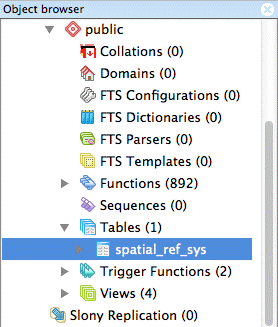 Object browser
public
Collations (0)
Domains (0)
FTS Configurations (0)
FTS Dictionaries (0)
FTS Parsers (0)
FTS Templates (0)
Functions (892)
Sequences (0)
Tables (1)
spatial_ref_sys
Trigger Functions (2)
Views (4)
Slony Replication (0)